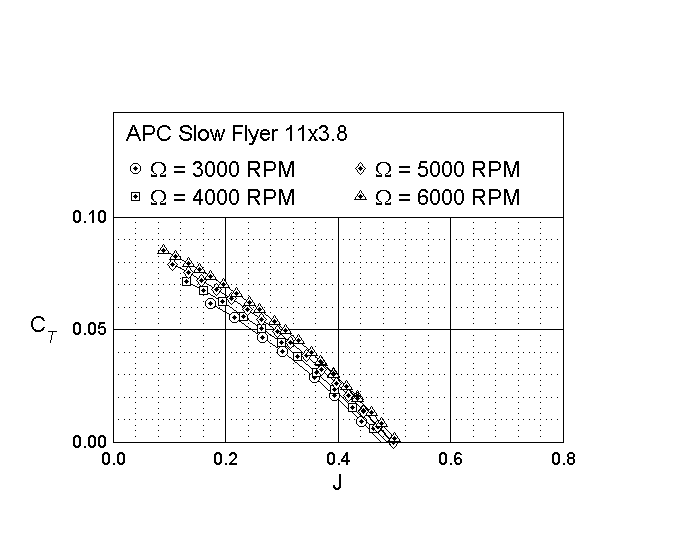 APC Slow Flyer 11x3.8
Ω = 3000 RPM
Ω = 5000 RPM
Ω = 4000 RPM
Ω = 6000 RPM
0.10
0.05
C_T
0.00
0.0 0.2 0.4 0.6 0.8
J